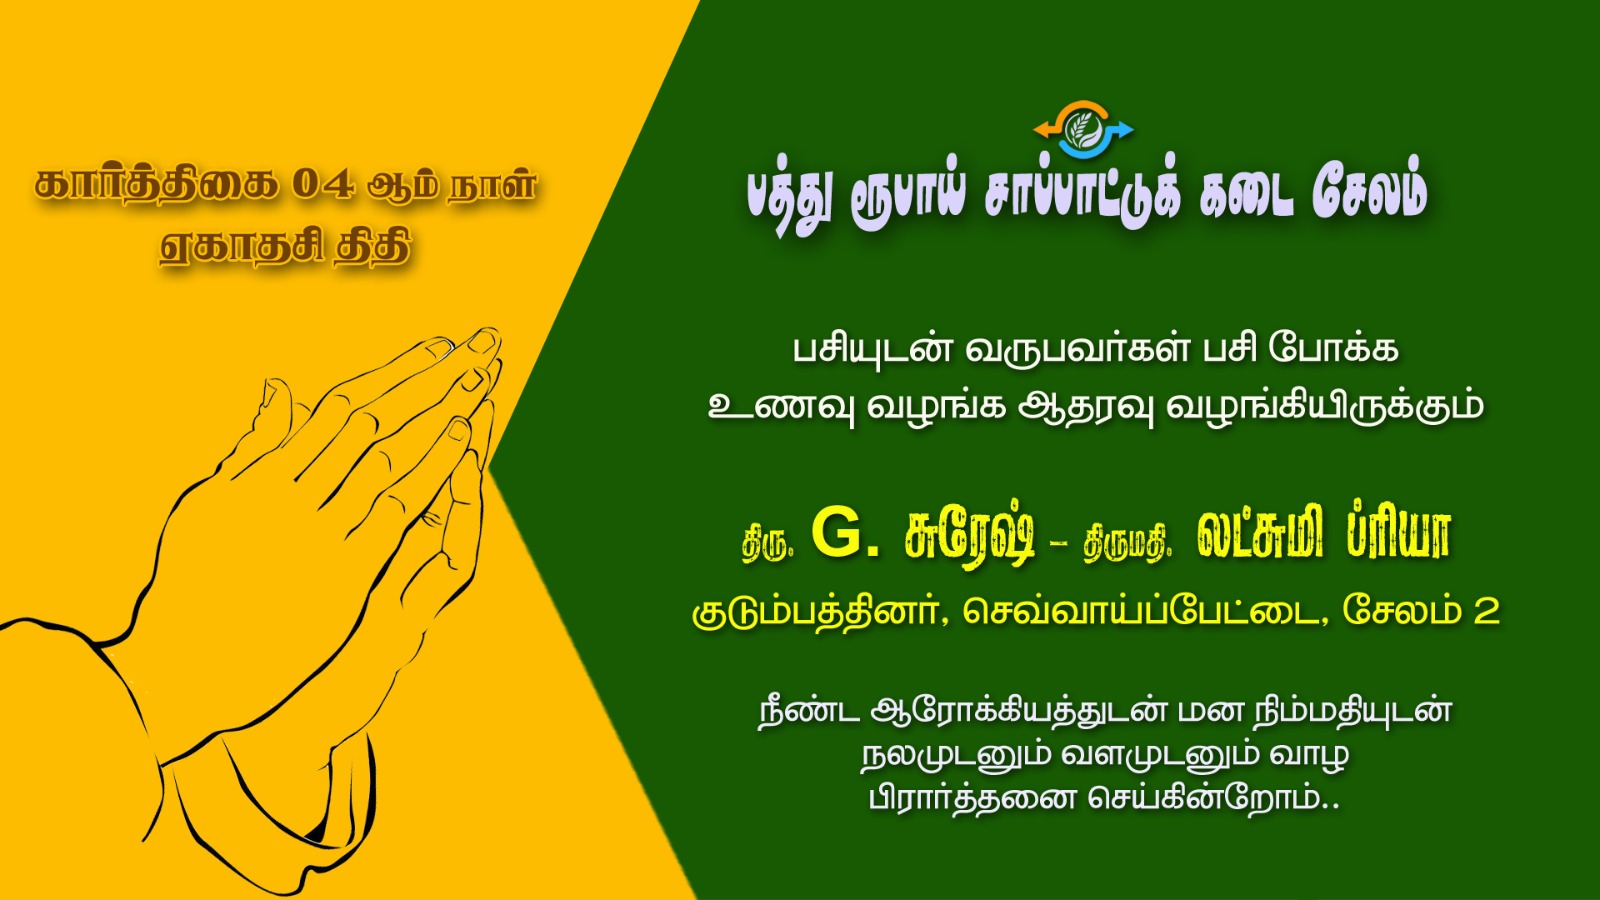 கார்த்திகை 04 ஆம் நாள்
ஏகாதசி திதி
பத்து ரூபாய் சாப்பாட்டுக் கடை சேலம்
பசியுடன் வருபவர்கள் பசி போக்க
உணவு வழங்க ஆதரவு வழங்கியிருக்கும்
திரு. G. சுரேஷ் - திருமதி. லட்சுமி ப்ரியா
குடும்பத்தினர், செவ்வாய்ப்பேட்டை, சேலம் 2
நீண்ட ஆரோக்கியத்துடன் மன நிம்மதியுடன்
நலமுடனும் வளமுடனும் வாழ
பிரார்த்தனை செய்கின்றோம்..